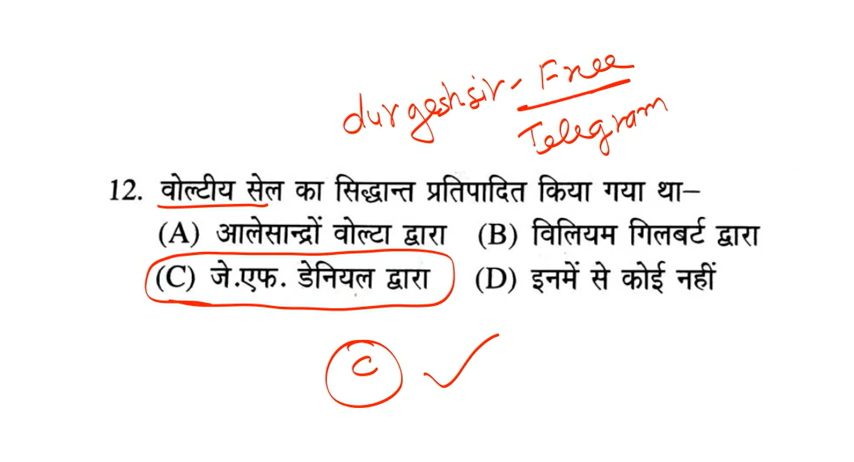 durgeshsir - Free
Telegram
12. वोल्टीय सेल का सिद्धान्त प्रतिपादित किया गया था–
(A) आलेसान्द्रों वोल्टा द्वारा (B) विलियम गिलबर्ट द्वारा
(C) जे.एफ. डेनियल द्वारा (D) इनमें से कोई नहीं
C